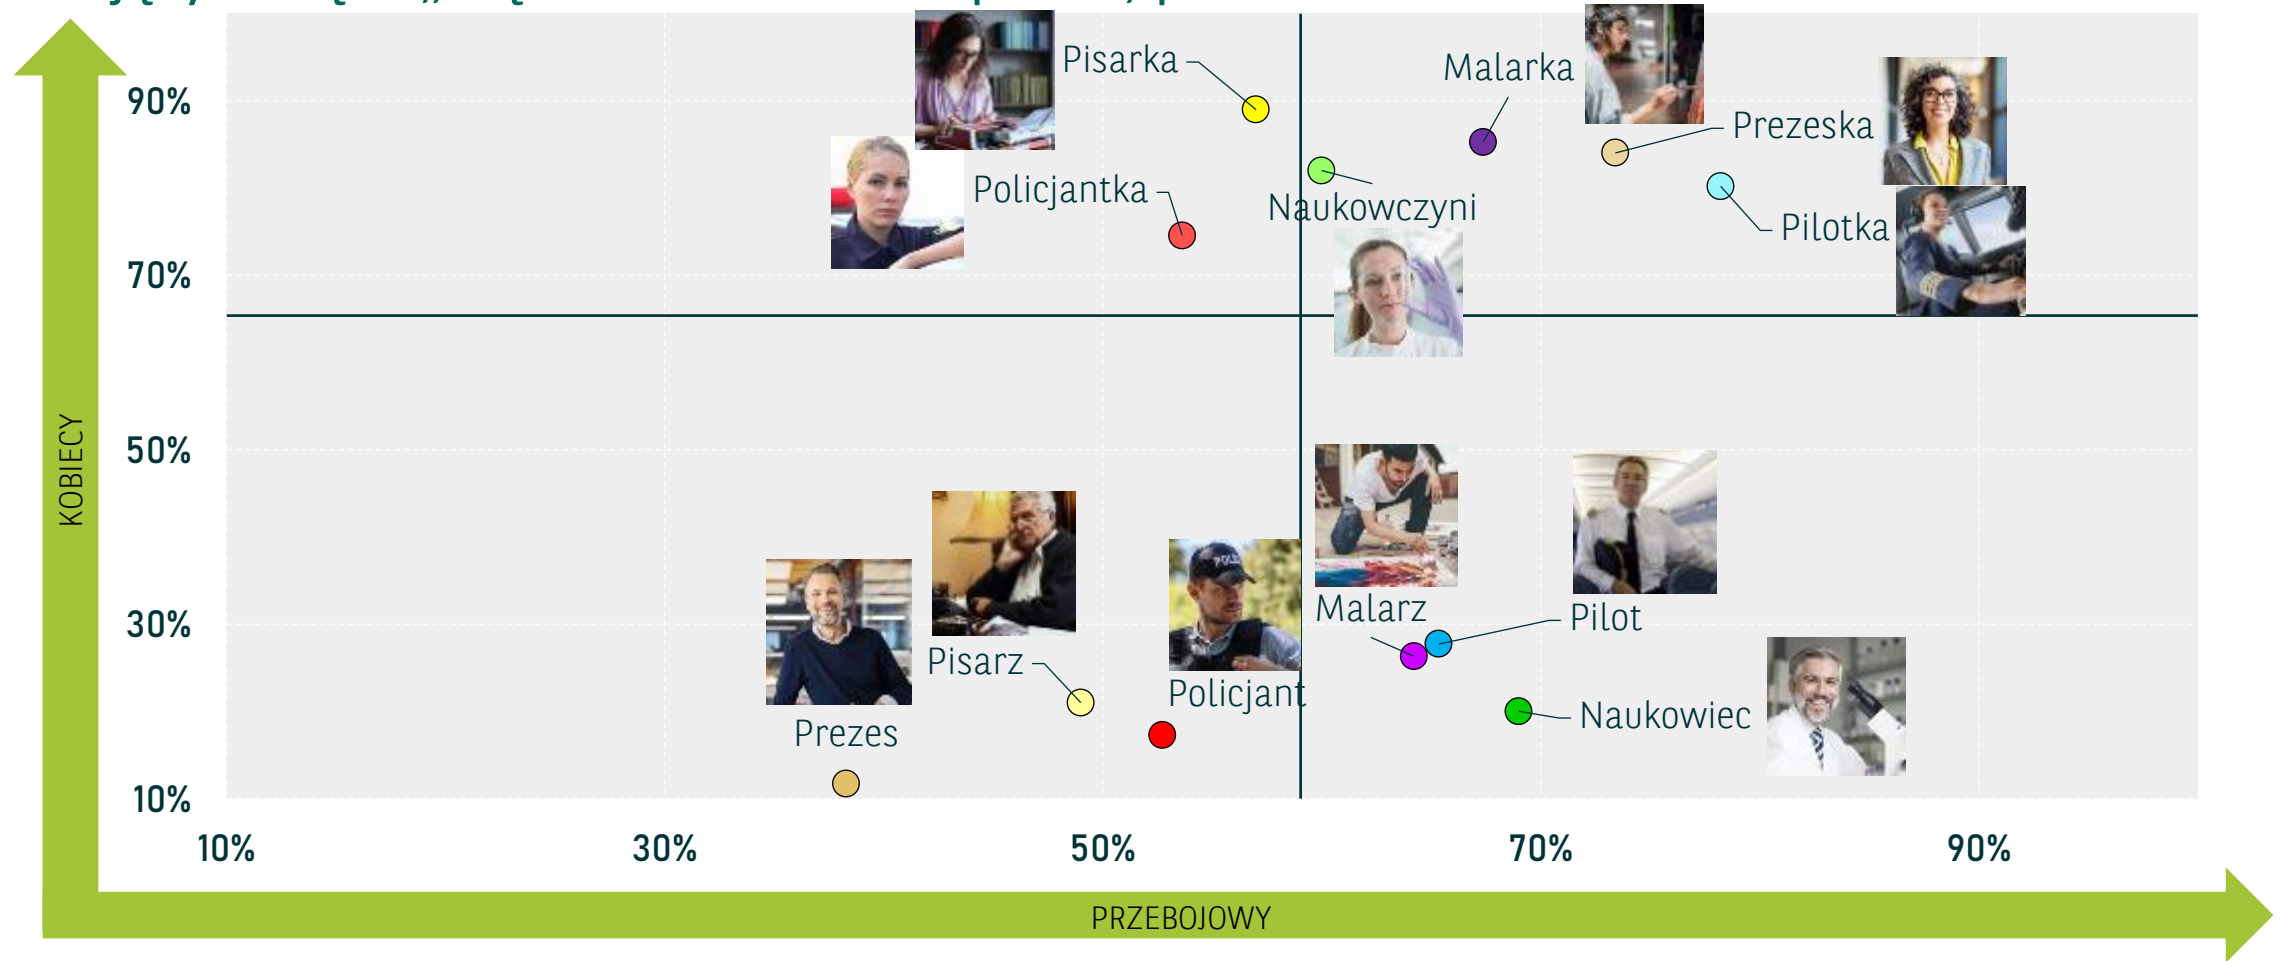 Pisarka
Malarka
90%
Prezeska
Policjantka
Naukowczyni
Pilotka
70%
KOBIECY
50%
30%
Malarz
Pilot
Pisarz
Policjant
Naukowiec
Prezes
10%
10%
30%
50%
70%
90%
PRZEBOJOWY